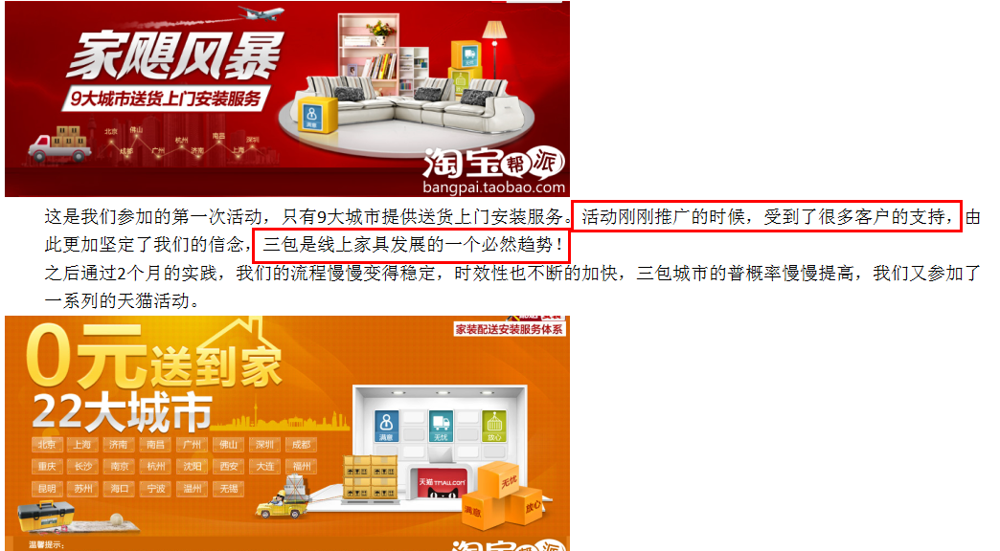 家飓风暴
9大城市送货上门安装服务
北京
佛山
成都
广州
杭州
济南
南昌
上海
深圳
满意
无忧
淘宝帮派
bangpai.taobao.com
这是我们参加的第一次活动，只有9大城市提供送货上门安装服务。活动刚刚推广的时候，受到了很多客户的支持，由
此更加坚定了我们的信念，三包是线上家具发展的一个必然趋势！
之后通过2个月的实践，我们的流程慢慢变得稳定，时效性也不断的加快，三包城市的普概率慢慢提高，我们又参加了
一系列的天猫活动。
家装配送安装服务体系
0元送到家
22大城市
北京 上海 济南 南昌 广州 佛山 深圳 成都
重庆 长沙 南京 杭州 沈阳 西安 大连 福州
昆明 苏州 海口 宁波 温州 无锡
满意 无忧 放心
天猫TMALL.COM
无忧
满意
放心
温馨提示：
淘宝帮派